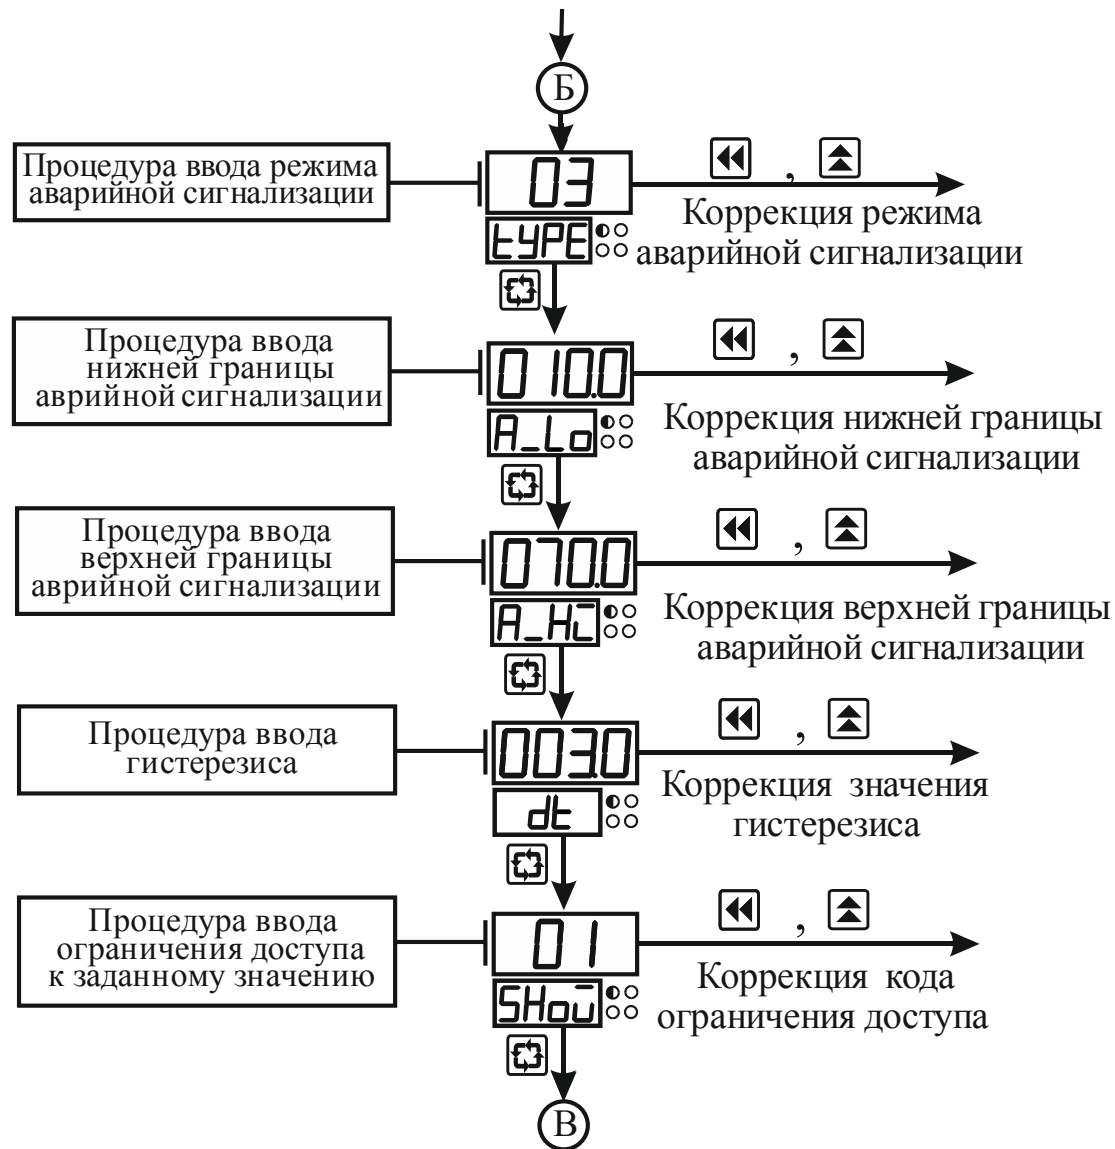 Б
Процедура ввода режима
аварийной сигнализации
03
,
Коррекция режима
аварийной сигнализации
tYPE
Процедура ввода
нижней границы
аврийной сигнализации
010.0
,
Коррекция нижней границы
аварийной сигнализации
A_Lo
Процедура ввода
верхней границы
аврийной сигнализации
070.0
,
Коррекция верхней границы
аварийной сигнализации
A_Hi
Процедура ввода
гистерезиса
003.0
,
Коррекция значения
гистерезиса
dt
Процедура ввода
ограничения доступа
к заданному значению
01
,
Коррекция кода
ограничения доступа
SHow
В